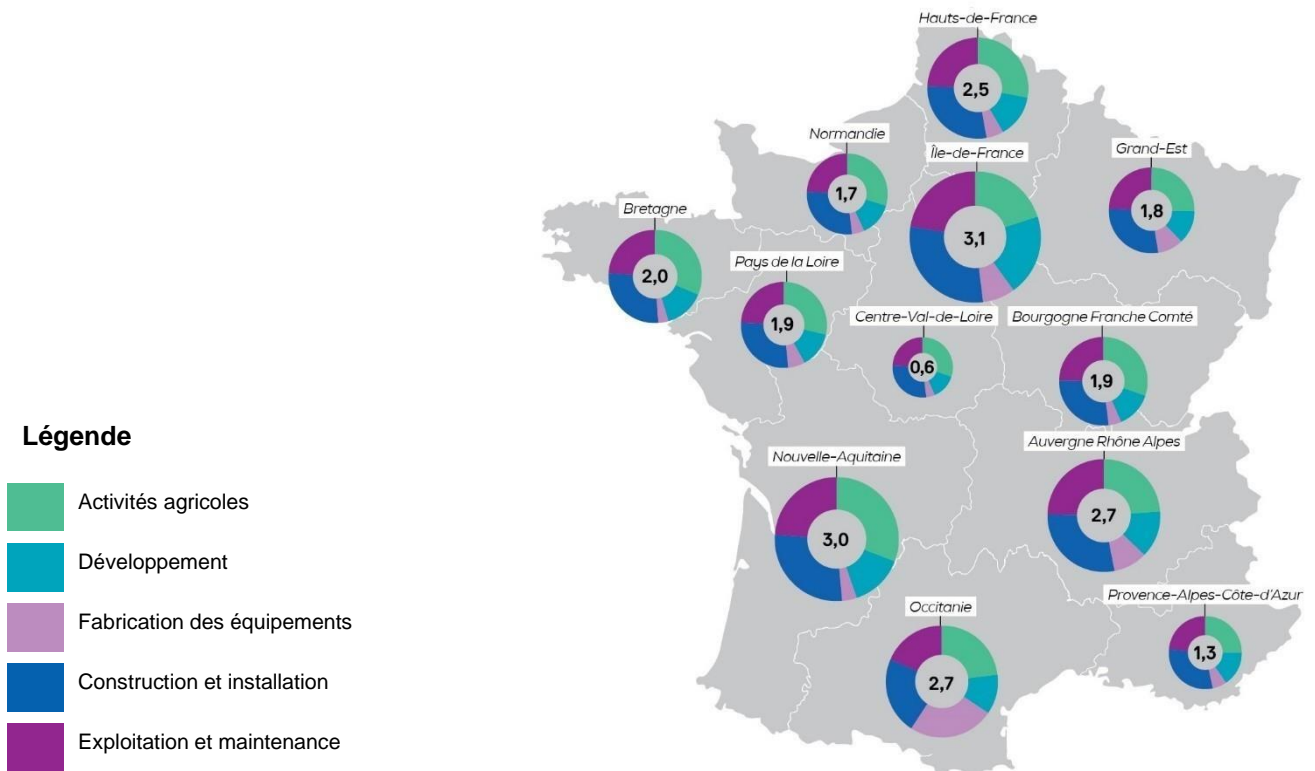 Hauts-de-France
2,5
Normandie
1,7
Île-de-France
3,1
Grand-Est
1,8
Bretagne
2,0
Pays de la Loire
1,9
Centre-Val-de-Loire
0,6
Bourgogne Franche Comté
1,9
Nouvelle-Aquitaine
3,0
Auvergne Rhône Alpes
2,7
Occitanie
2,7
Provence-Alpes-Côte-d'Azur
1,3
Légende
Activités agricoles
Développement
Fabrication des équipements
Construction et installation
Exploitation et maintenance